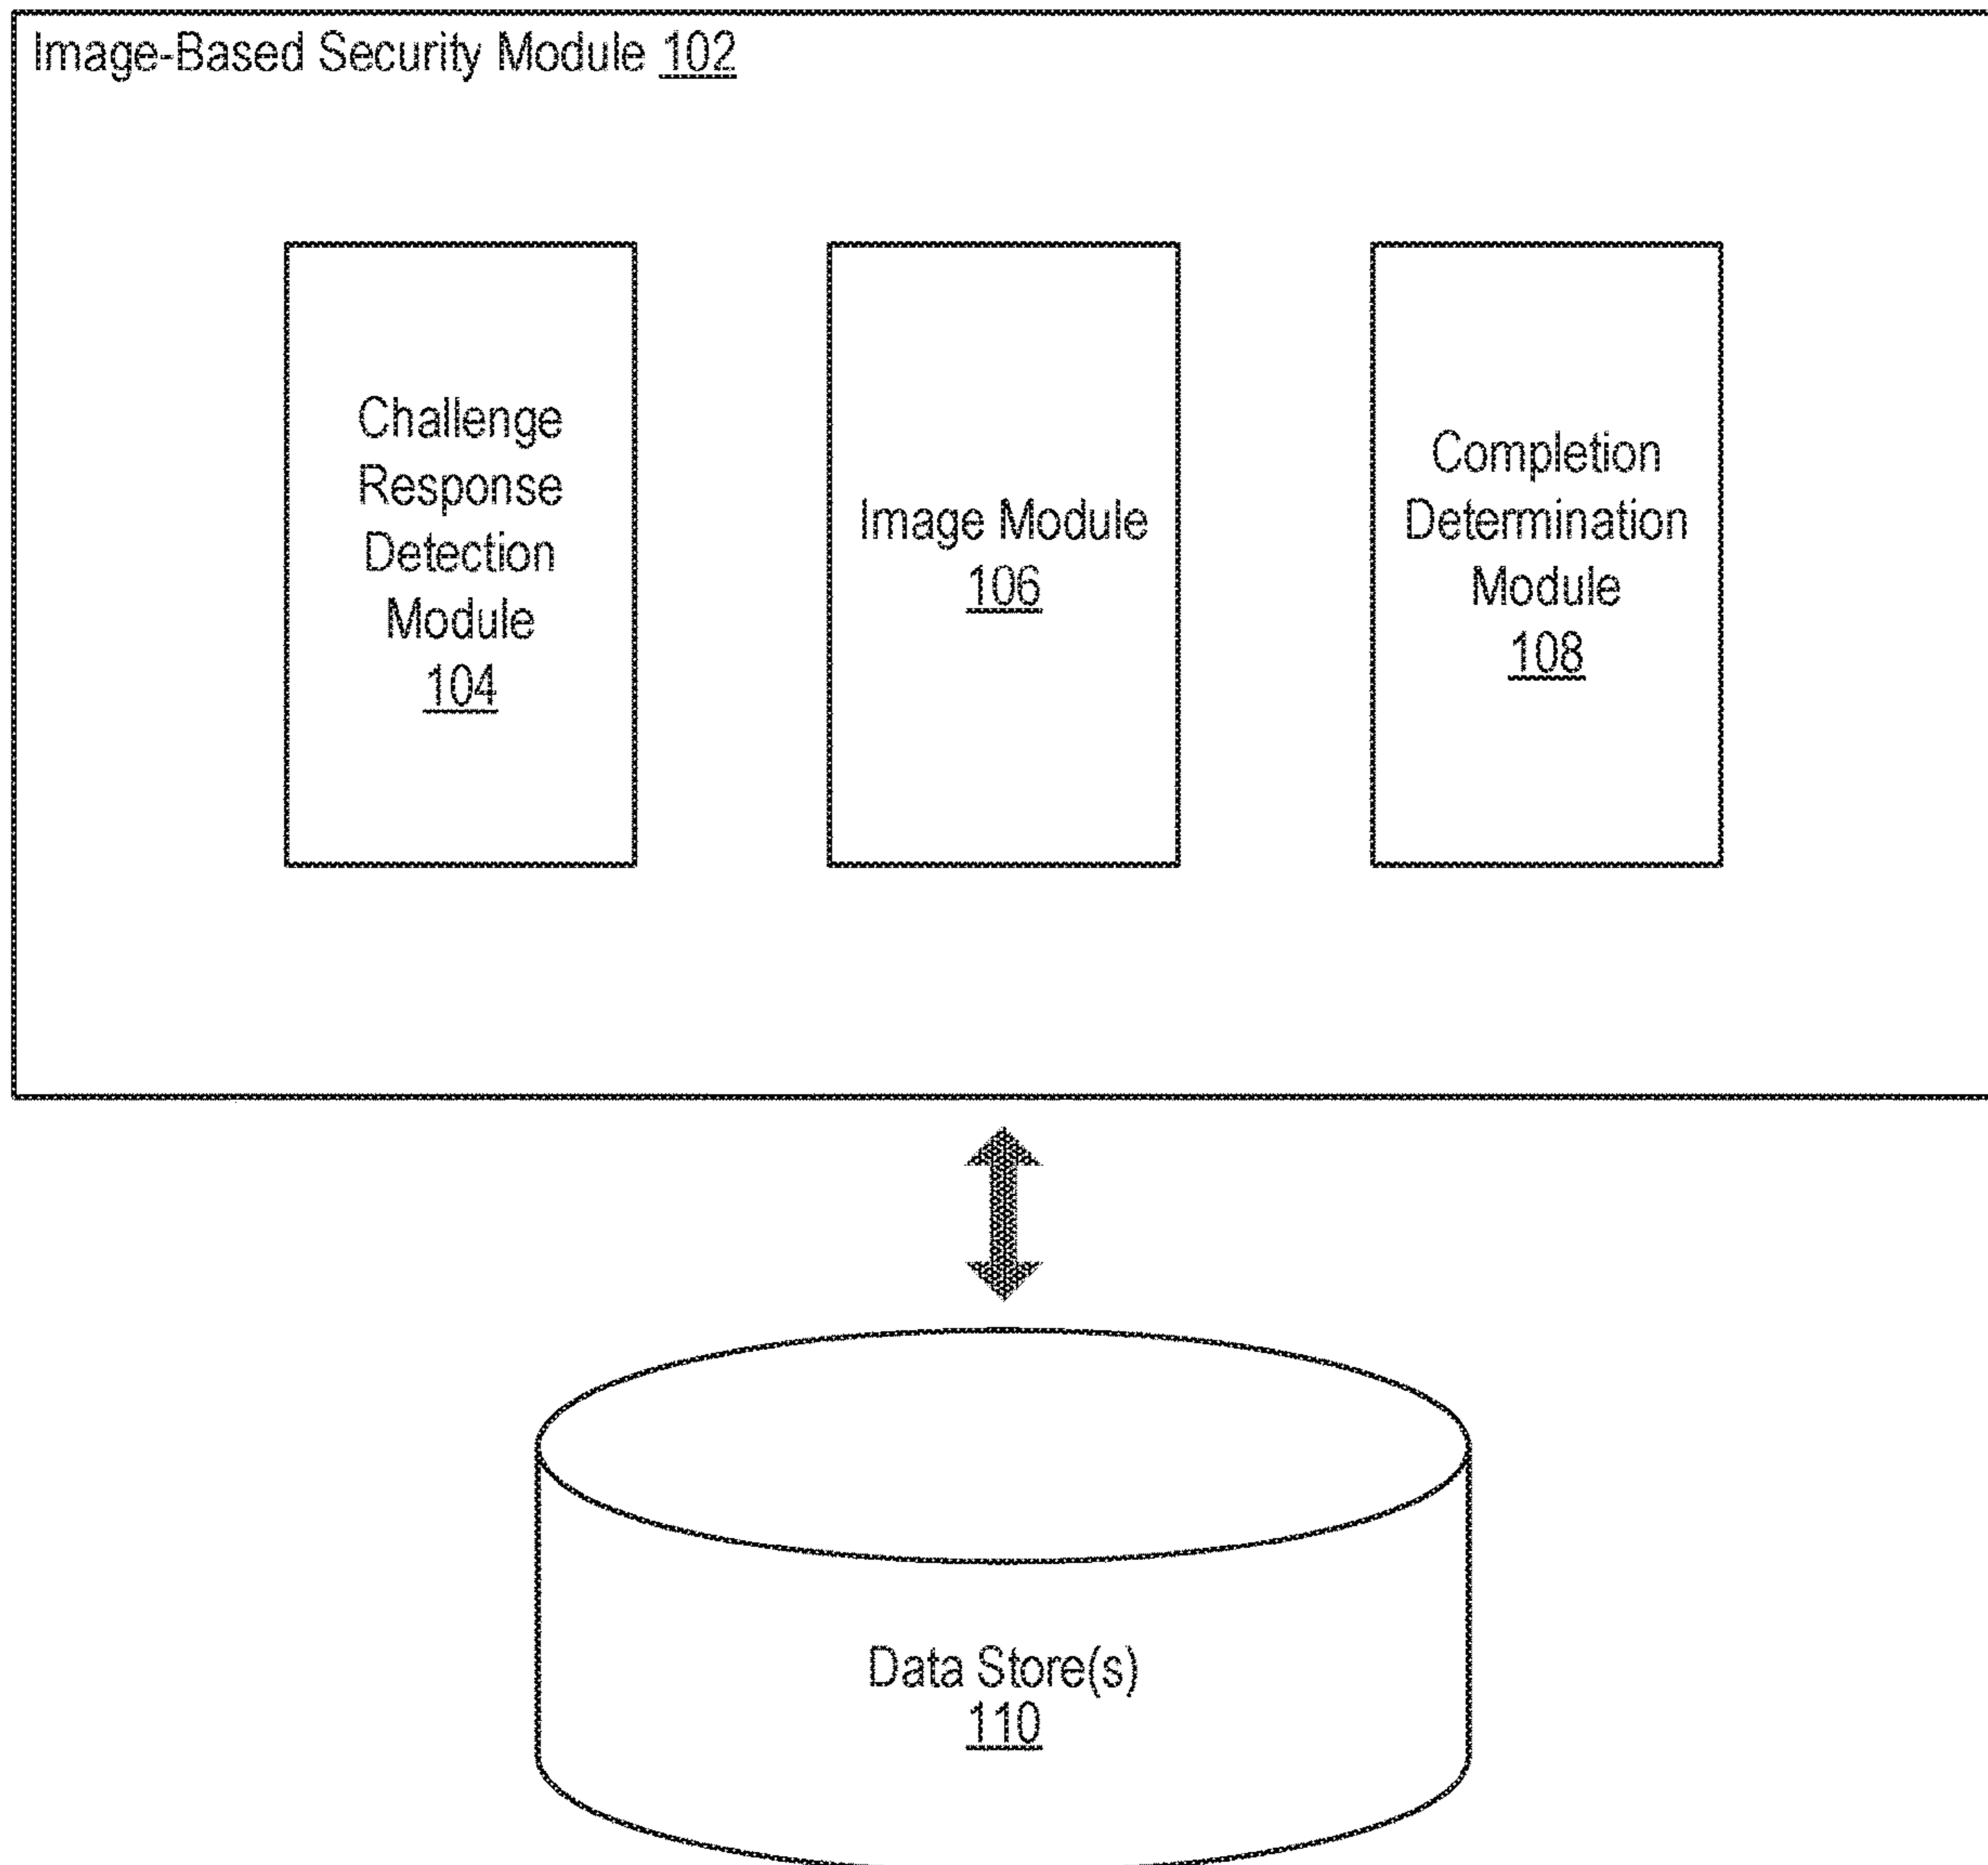 Image-Based Security Module 102
Challenge
Response
Detection
Module
104
Image Module
106
Completion
Determination
Module
108
Data Store(s)
110